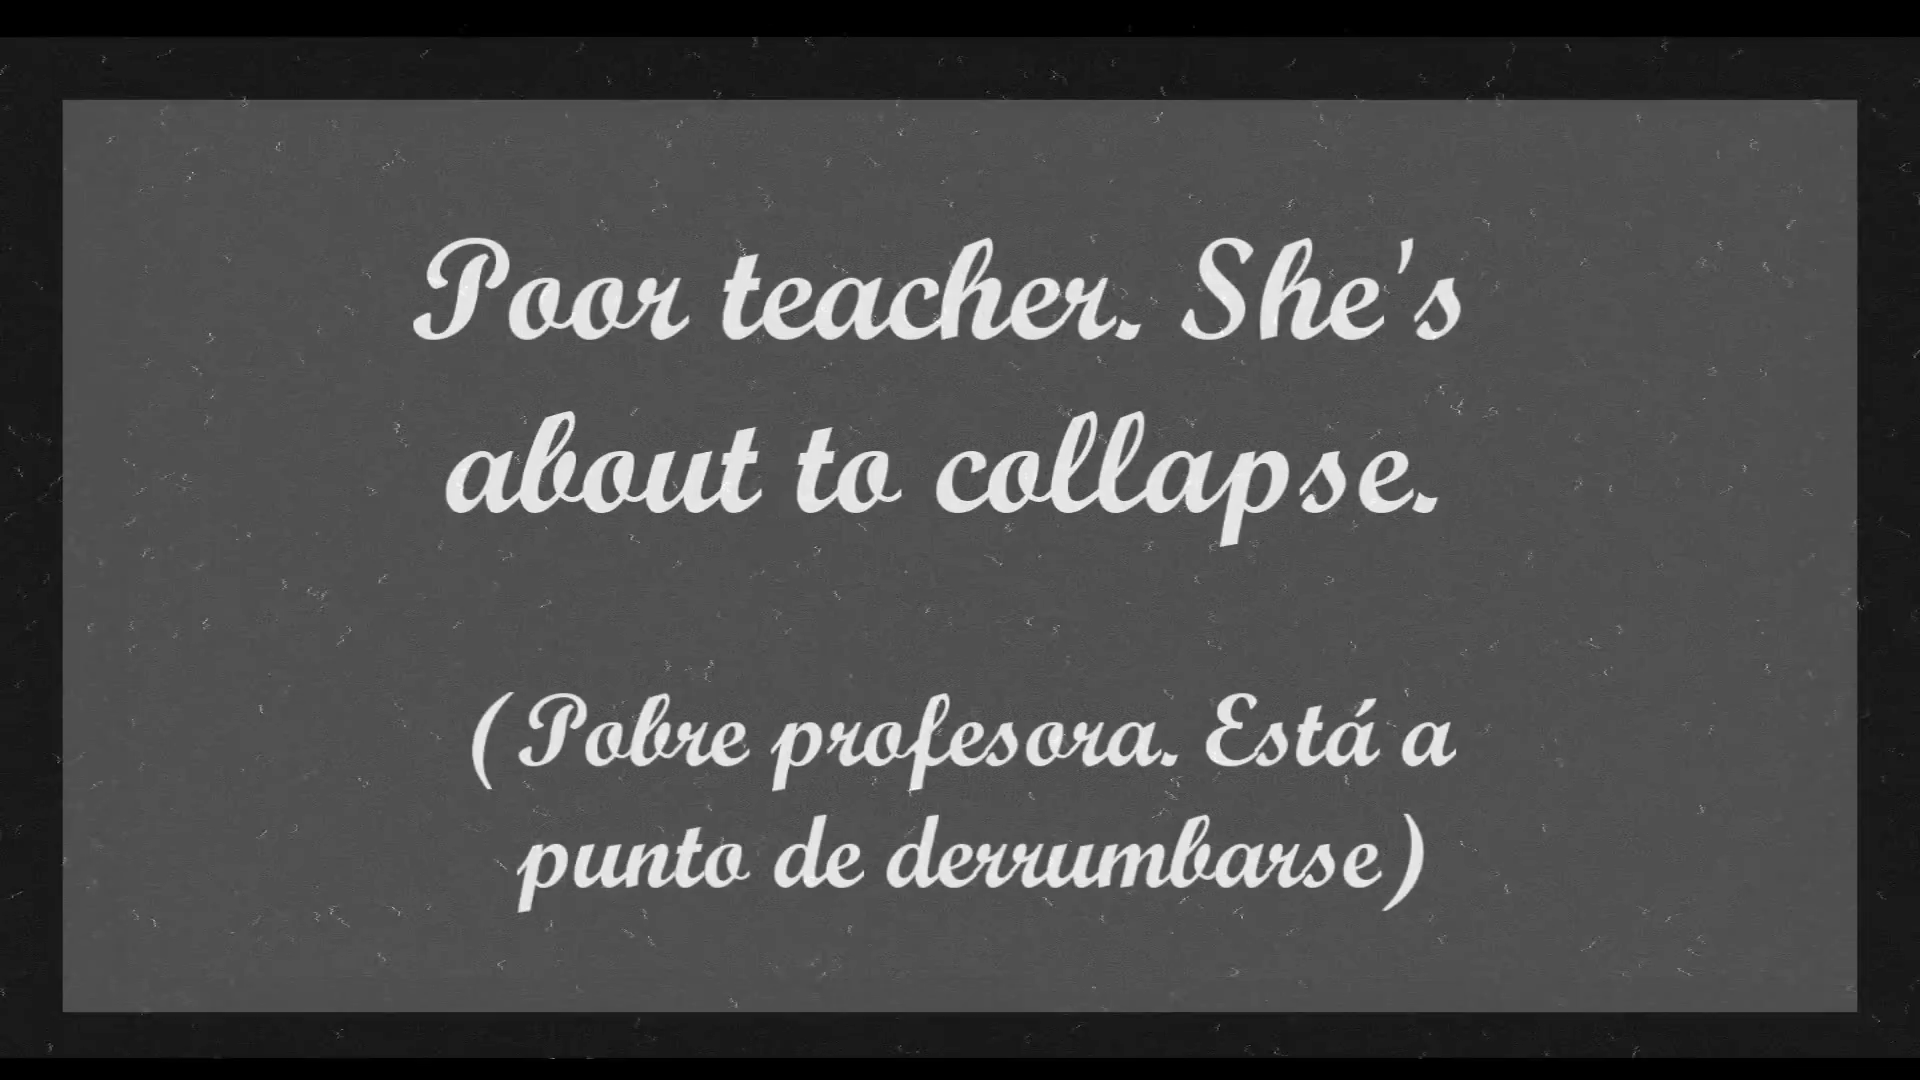 Poor teacher. She's
about to collapse.
(Pobre profesora. Está a
punto de derrumbarse)